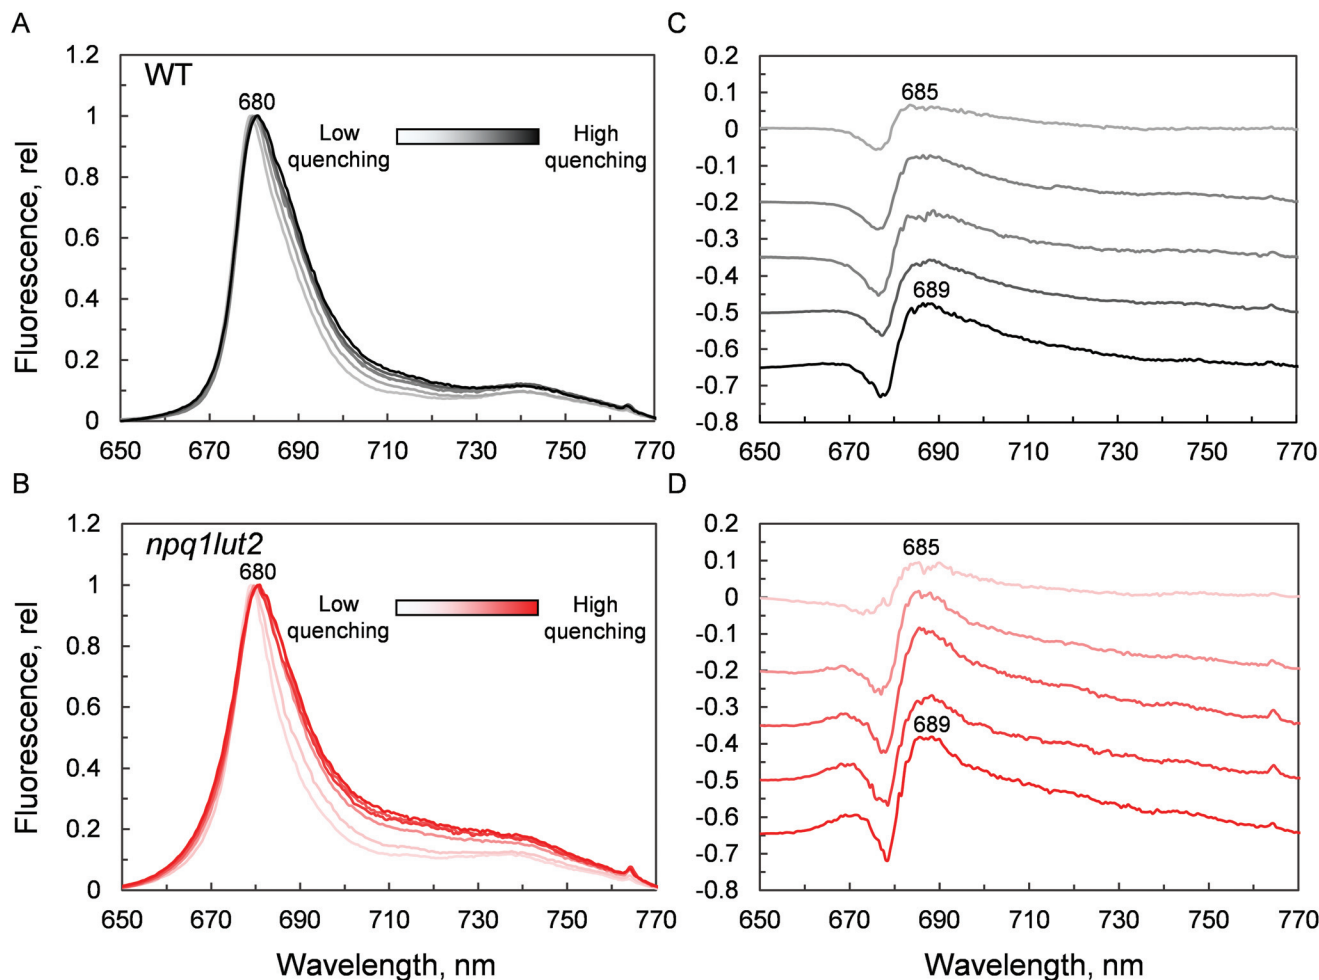 A
WT
680
Low quenching
High quenching
1.2
1
0.8
0.6
0.4
0.2
0
Fluorescence, rel
650 670 690 710 730 750 770
C
685
689
0.2
0.1
0
-0.1
-0.2
-0.3
-0.4
-0.5
-0.6
-0.7
-0.8
650 670 690 710 730 750 770
B
npq1lut2
680
Low quenching
High quenching
1.2
1
0.8
0.6
0.4
0.2
0
Fluorescence, rel
650 670 690 710 730 750 770
Wavelength, nm
D
685
689
0.2
0.1
0
-0.1
-0.2
-0.3
-0.4
-0.5
-0.6
-0.7
-0.8
650 670 690 710 730 750 770
Wavelength, nm